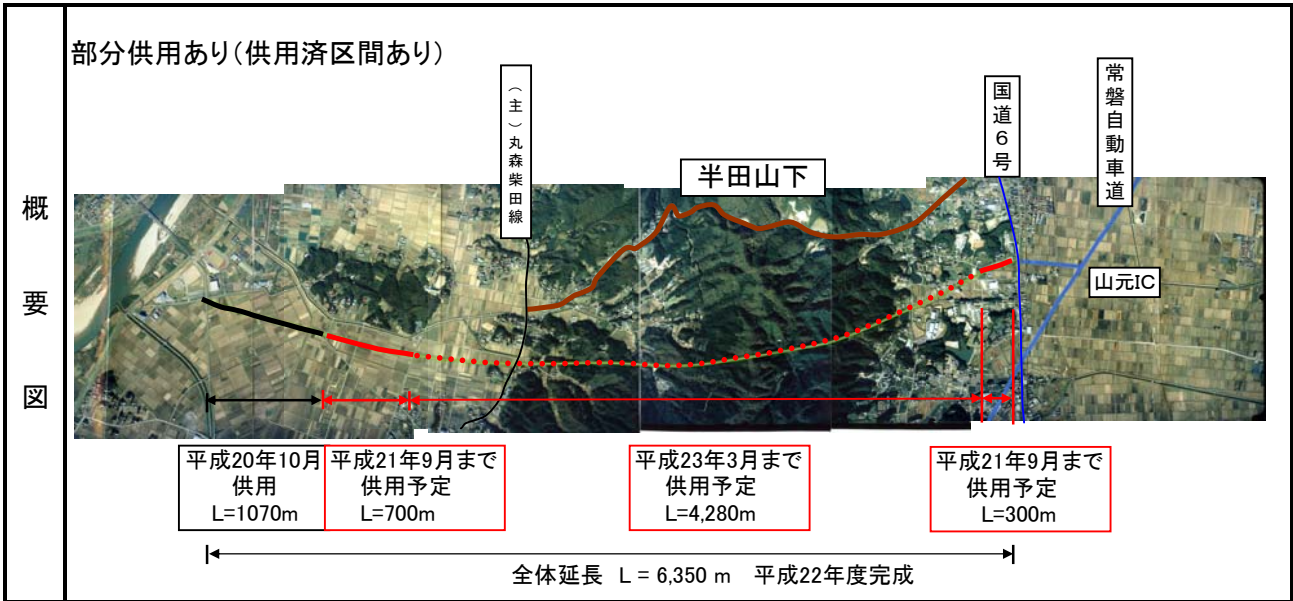 概要図
部分供用あり（供用済区間あり）
（主）丸森柴田線
半田山下
国道６号
常磐自動車道
山元IC
平成20年10月
供用
L=1070m
平成21年9月まで
供用予定
L=700m
平成23年3月まで
供用予定
L=4,280m
平成21年9月まで
供用予定
L=300m
全体延長 L = 6,350 m 平成22年度完成